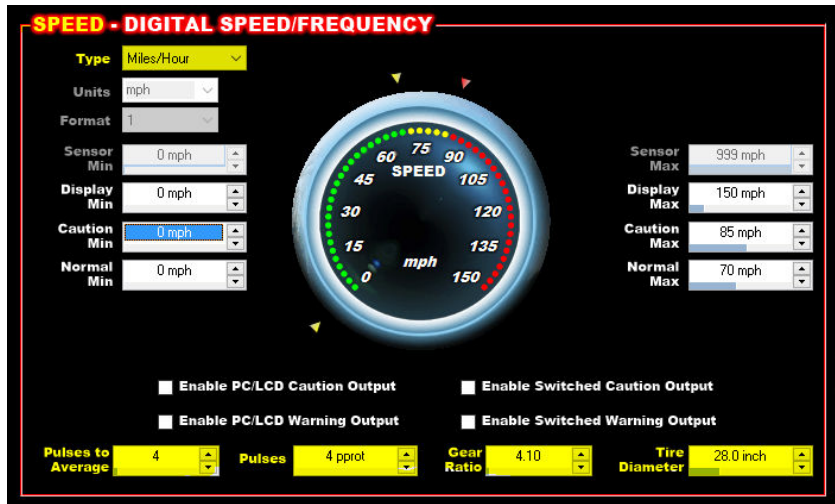 SPEED - DIGITAL SPEED/FREQUENCY
Type Miles/Hour
Units mph
Format 1
Sensor Min 0 mph
Sensor Max 999 mph
Display Min 0 mph
Display Max 150 mph
Caution Min 0 mph
Caution Max 85 mph
Normal Min 0 mph
Normal Max 70 mph
0 15 30 45 60 75 90 105 120 135 150
SPEED
mph
Enable PC/LCD Caution Output
Enable Switched Caution Output
Enable PC/LCD Warning Output
Enable Switched Warning Output
Pulses to Average 4
Pulses 4 pprot
Gear Ratio 4.10
Tire Diameter 28.0 inch